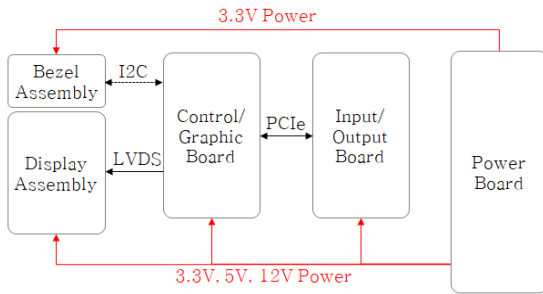 3.3V Power
Bezel
Assembly
I2C
Control/
Graphic
Board
PCIe
Input/
Output
Board
Power
Board
Display
Assembly
LVDS
3.3V, 5V, 12V Power